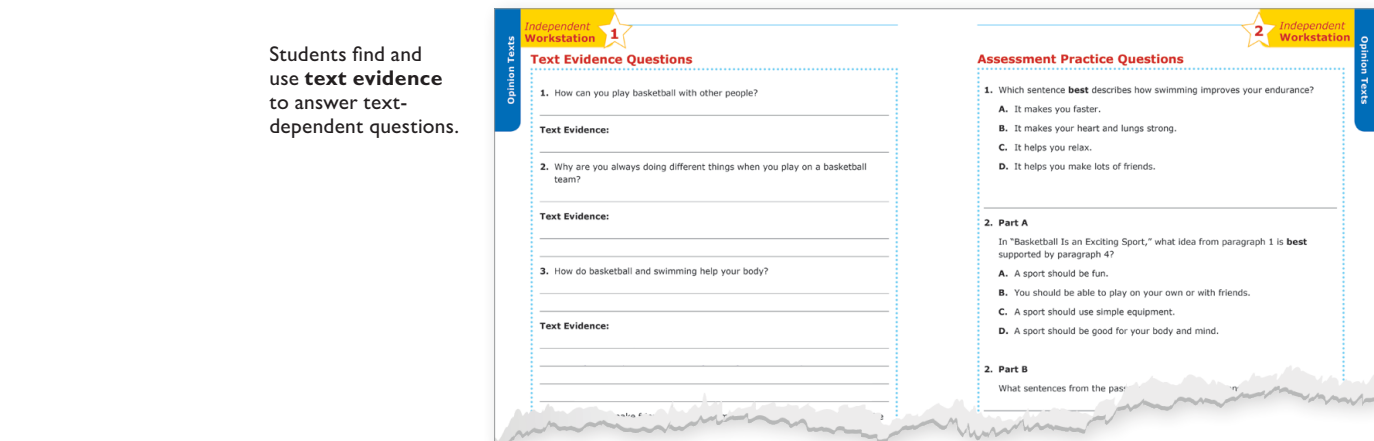 Students find and
use text evidence
to answer text-
dependent questions.
Opinion Texts
Independent
Workstation 1
Text Evidence Questions
1. How can you play basketball with other people?
Text Evidence:
2. Why are you always doing different things when you play on a basketball
team?
Text Evidence:
3. How do basketball and swimming help your body?
Text Evidence:
2 Independent
Workstation
Opinion Texts
Assessment Practice Questions
1. Which sentence best describes how swimming improves your endurance?
A. It makes you faster.
B. It makes your heart and lungs strong.
C. It helps you relax.
D. It helps you make lots of friends.
2. Part A
In “Basketball Is an Exciting Sport,” what idea from paragraph 1 is best
supported by paragraph 4?
A. A sport should be fun.
B. You should be able to play on your own or with friends.
C. A sport should use simple equipment.
D. A sport should be good for your body and mind.
2. Part B
What sentences from the